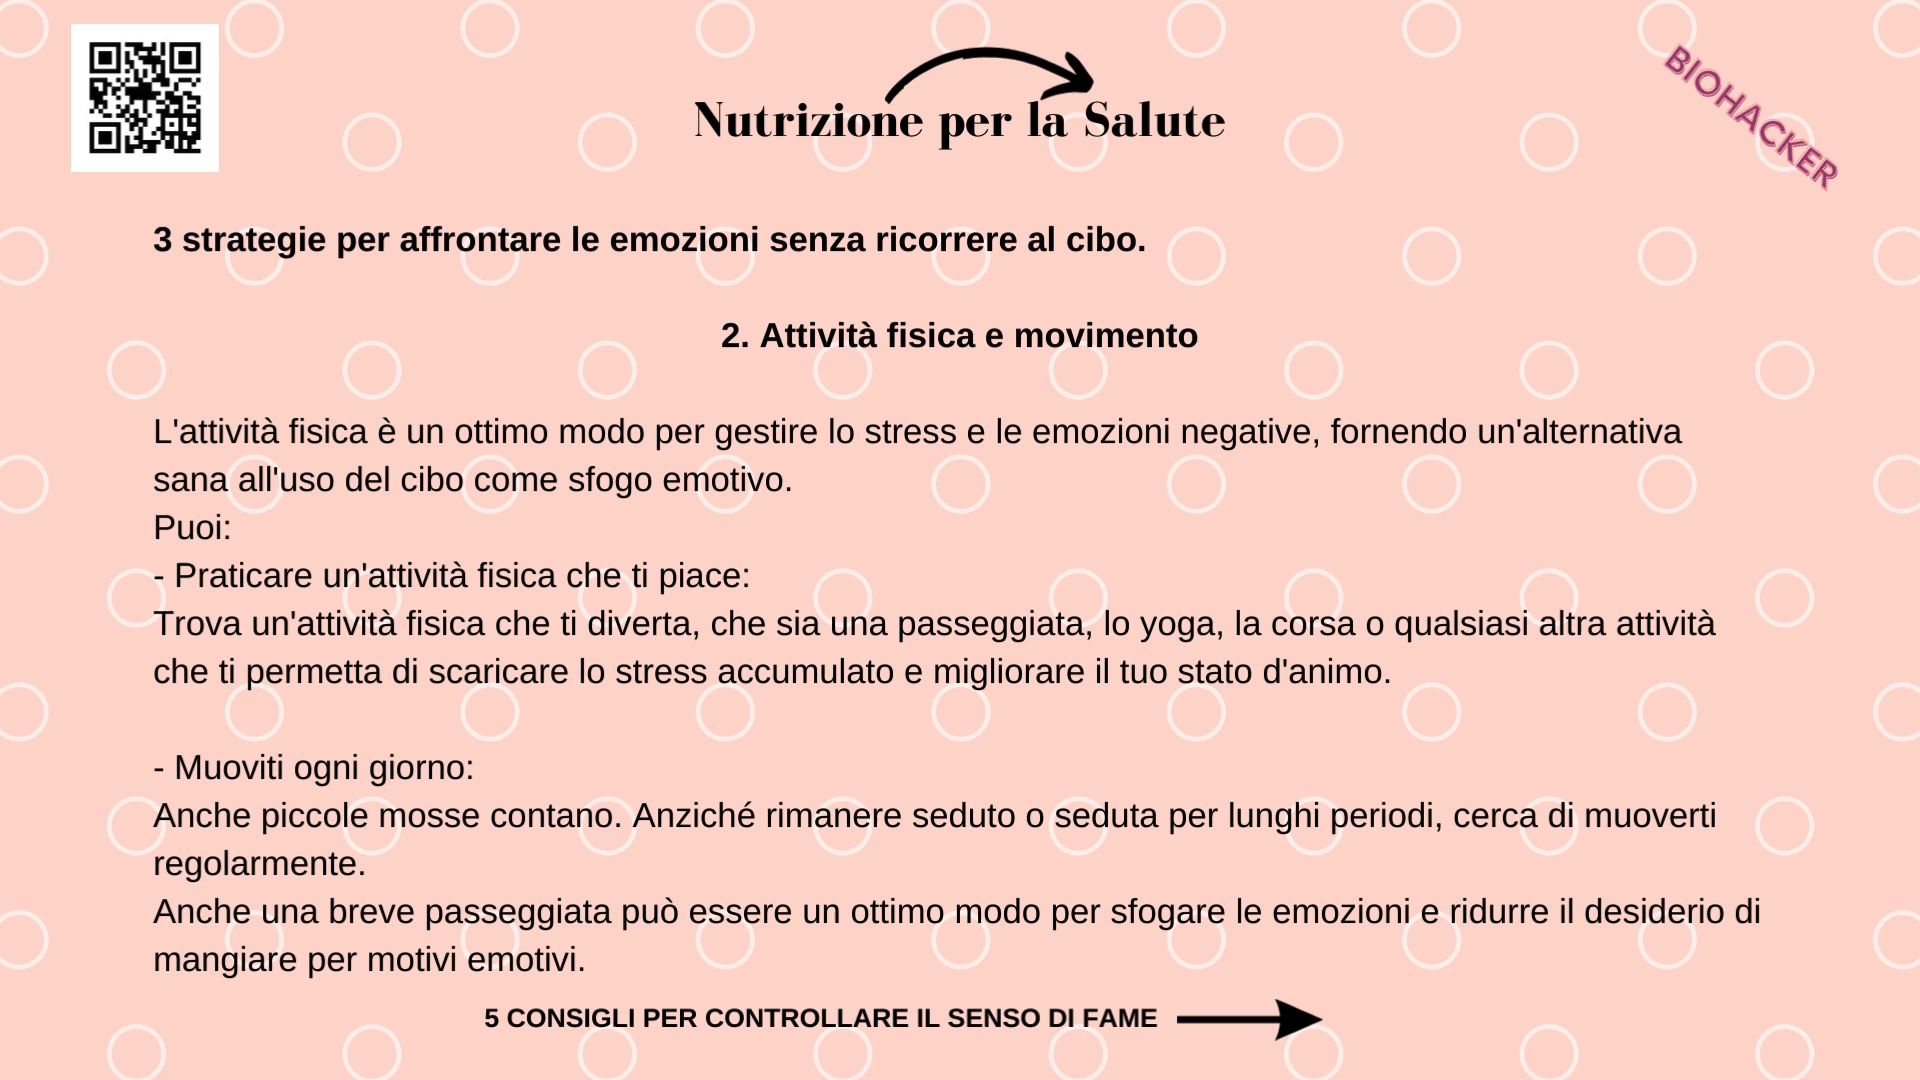 Nutrizione per la Salute
BIOHACKER
3 strategie per affrontare le emozioni senza ricorrere al cibo.
2. Attività fisica e movimento
L'attività fisica è un ottimo modo per gestire lo stress e le emozioni negative, fornendo un'alternativa
sana all'uso del cibo come sfogo emotivo.
Puoi:
- Praticare un'attività fisica che ti piace:
Trova un'attività fisica che ti diverta, che sia una passeggiata, lo yoga, la corsa o qualsiasi altra attività
che ti permetta di scaricare lo stress accumulato e migliorare il tuo stato d'animo.
- Muoviti ogni giorno:
Anche piccole mosse contano. Anziché rimanere seduto o seduta per lunghi periodi, cerca di muoverti
regolarmente.
Anche una breve passeggiata può essere un ottimo modo per sfogare le emozioni e ridurre il desiderio di
mangiare per motivi emotivi.
5 CONSIGLI PER CONTROLLARE IL SENSO DI FAME